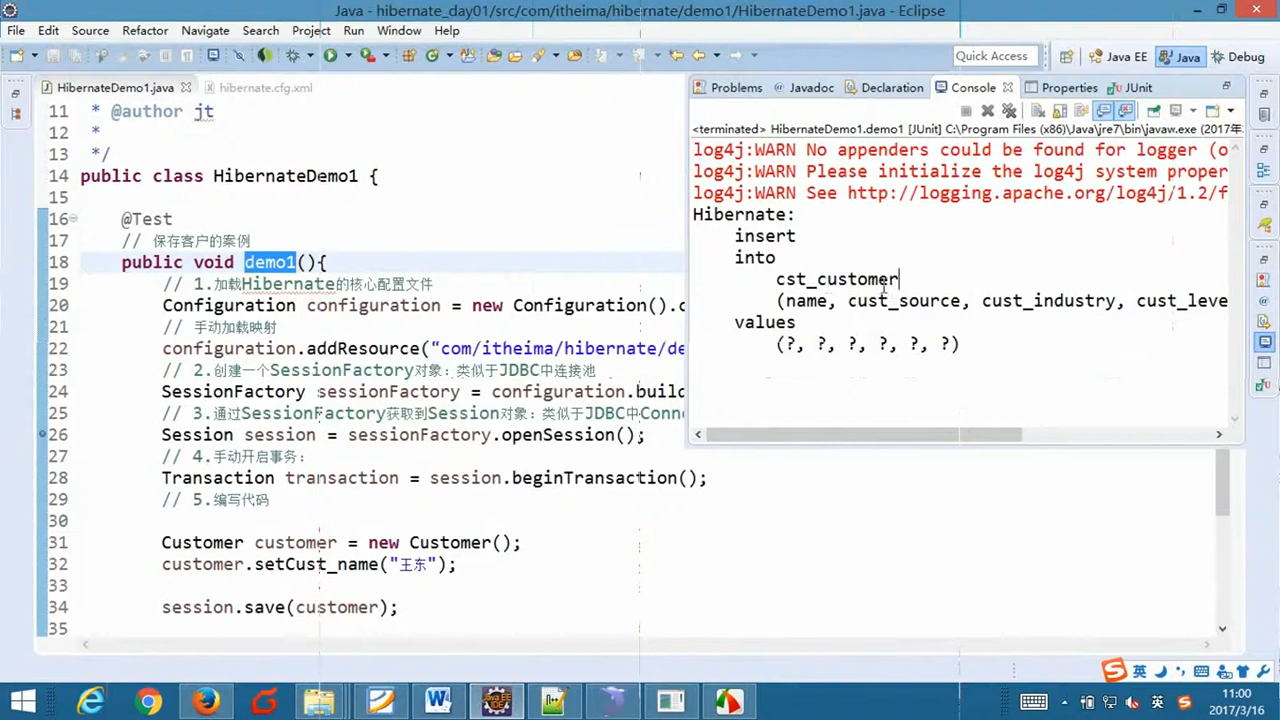 Java - hibernate_day01/src/com/itheima/hibernate/demo1/HibernateDemo1.java - Eclipse
File Edit Source Refactor Navigate Search Project Run Window Help
Quick Access
Java EE
Java
Debug
HibernateDemo1.java
hibernate.cfg.xml
11 * @author jt
12 *
13 */
14 public class HibernateDemo1 {
15
16 @Test
17 // 保存客户的案例
18 public void demo1(){
19 // 1.加载Hibernate的核心配置文件
20 Configuration configuration = new Configuration().c
21 // 手动加载映射
22 configuration.addResource("com/itheima/hibernate/de
23 // 2.创建一个SessionFactory对象：类似于JDBC中连接池
24 SessionFactory sessionFactory = configuration.build
25 // 3.通过SessionFactory获取到Session对象：类似于JDBC中Conne
26 Session session = sessionFactory.openSession();
27 // 4.手动开启事务：
28 Transaction transaction = session.beginTransaction();
29 // 5.编写代码
30
31 Customer customer = new Customer();
32 customer.setCust_name("王东");
33
34 session.save(customer);
35
Problems
Javadoc
Declaration
Console
Properties
JUnit
<terminated> HibernateDemo1.demo1 [JUnit] C:\Program Files (x86)\Java\jre7\bin\javaw.exe (2017年
log4j:WARN No appenders could be found for logger (o
log4j:WARN Please initialize the log4j system proper
log4j:WARN See http://logging.apache.org/log4j/1.2/f
Hibernate:
insert
into
cst_customer
(name, cust_source, cust_industry, cust_leve
values
(?, ?, ?, ?, ?, ?)
英
英
11:00
2017/3/16